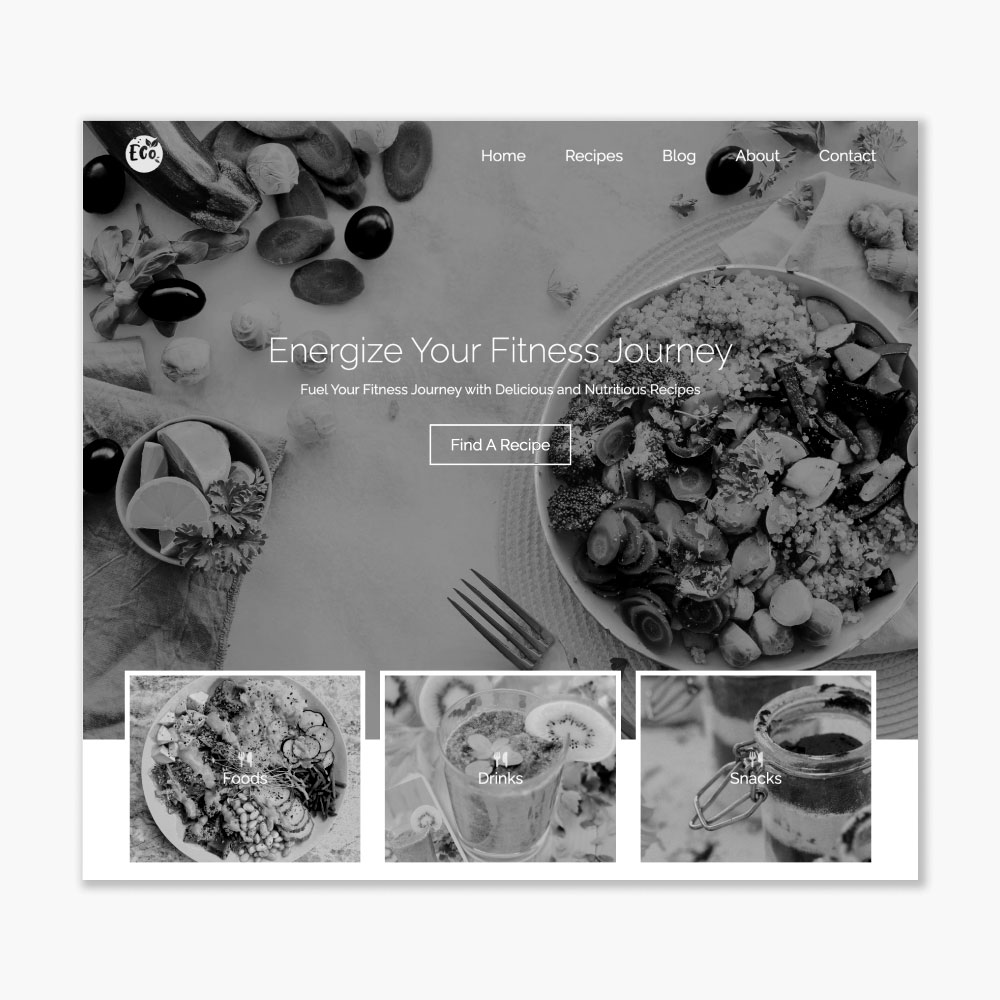 Eco
Home Recipes Blog About Contact
Energize Your Fitness Journey
Fuel Your Fitness Journey with Delicious and Nutritious Recipes
Find A Recipe
Foods
Drinks
Snacks